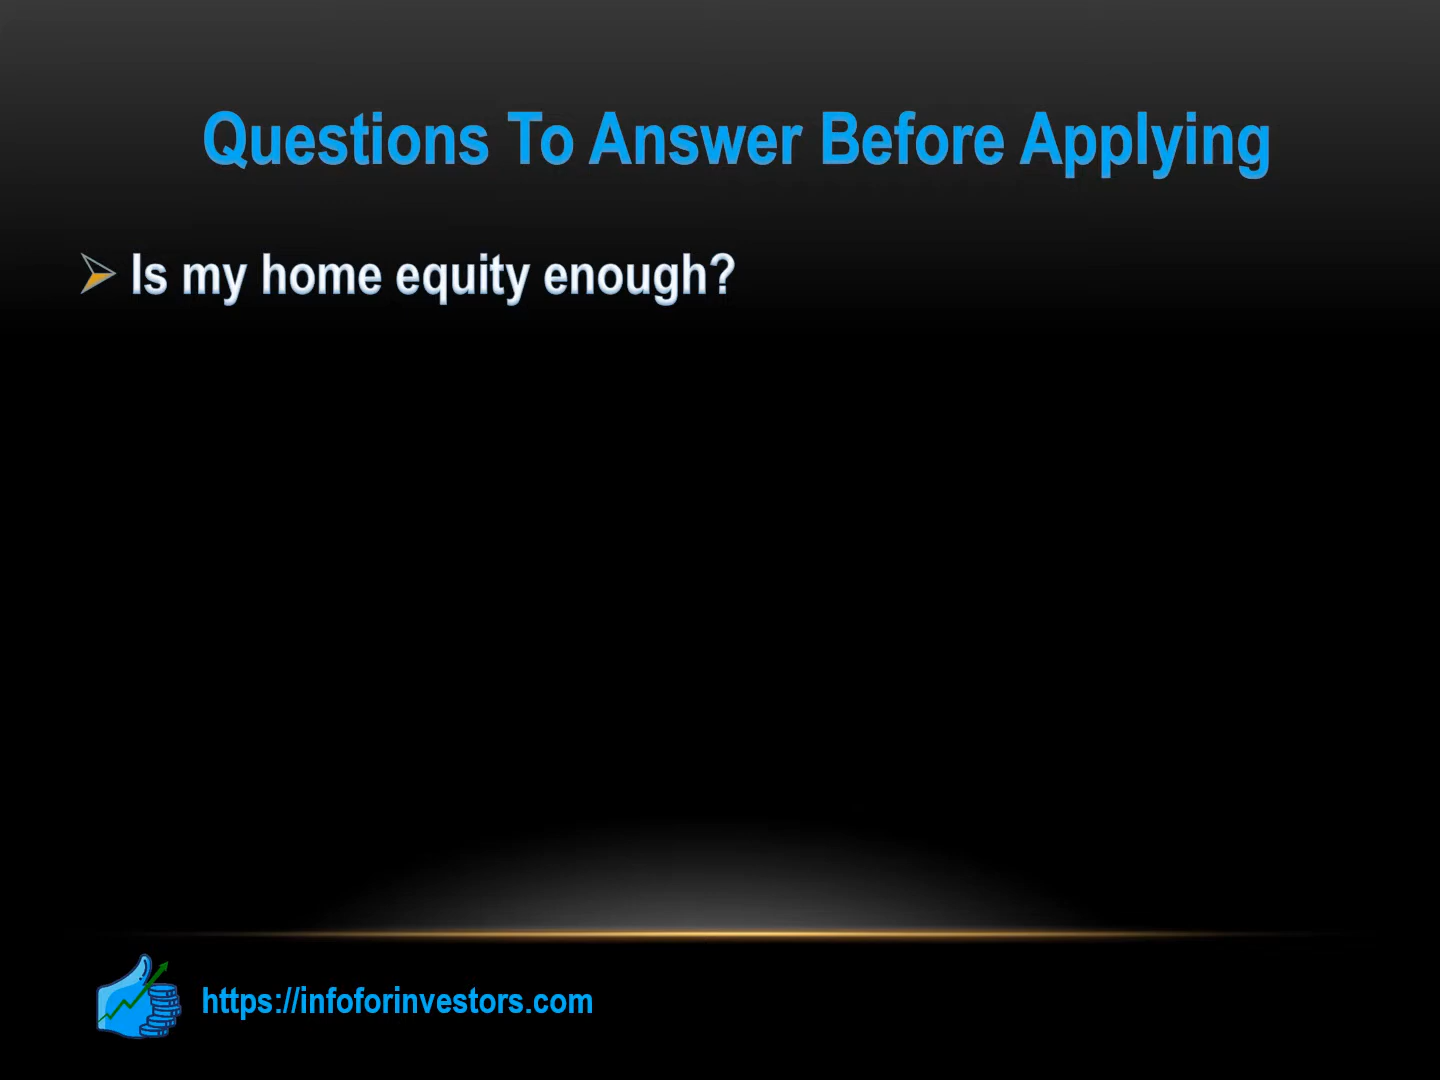 Questions To Answer Before Applying
Is my home equity enough?
https://infoforinvestors.com